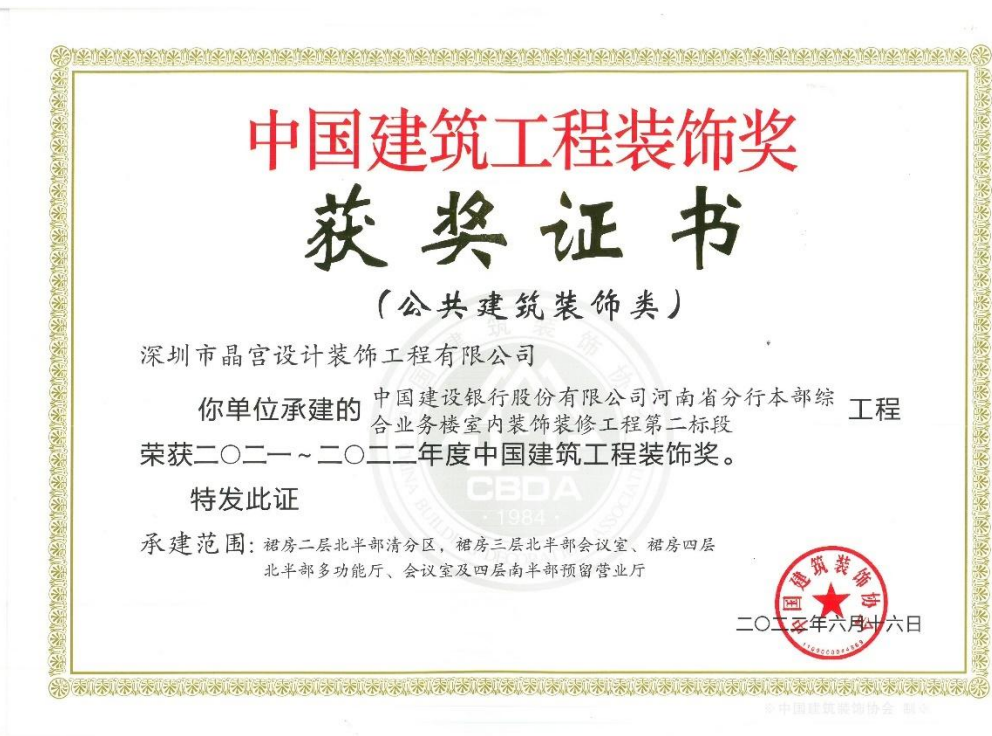 中国建筑工程装饰奖
获奖证书
（公共建筑装饰类）
深圳市晶宫设计装饰工程有限公司
你单位承建的 中国建设银行股份有限公司河南省分行本部综合业务楼室内装饰装修工程第二标段 工程
荣获二〇二一~二〇二二年度中国建筑工程装饰奖。
特发此证
承建范围：裙房二层北半部清分区，裙房三层北半部会议室、裙房四层
北半部多功能厅、会议室及四层南半部预留营业厅
中国建筑装饰协会
年六月十六日
CBDA
·1984·